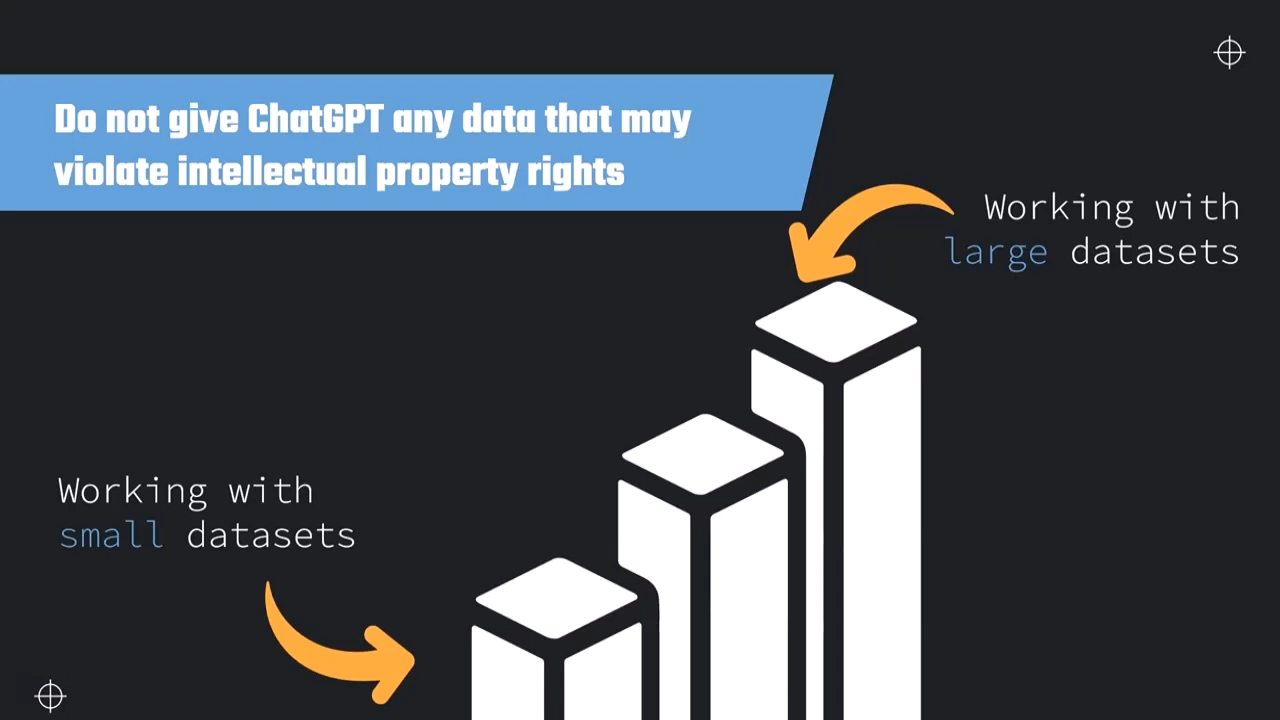 Do not give ChatGPT any data that may
violate intellectual property rights
Working with
large datasets
Working with
small datasets